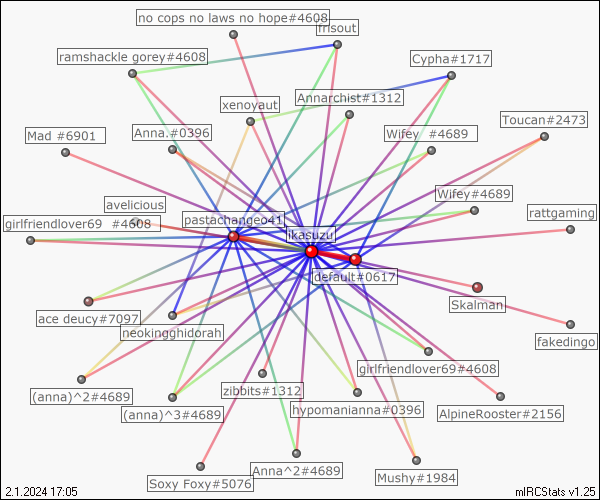 no cops no laws no hope#4608
frisout
ramshackle gorey#4608
Cypha#1717
xenoyaut
Annarchist#1312
Toucan#2473
Mad #6901
Anna.#0396
Wifey #4689
avelicious
Wifey#4689
girlfriendlover69 #4608
pastachange041
rattgaming
ikasuzu
default#0617
Skalman
ace deucy#7097
neokingghidorah
fakedingo
girlfriendlover69#4608
(anna)^2#4689
zibbits#1312
(anna)^3#4689
hypomanianna#0396
AlpineRooster#2156
Soxy Foxy#5076
Anna^2#4689
Mushy#1984
2.1.2024 17:05
mIRCStats v1.25